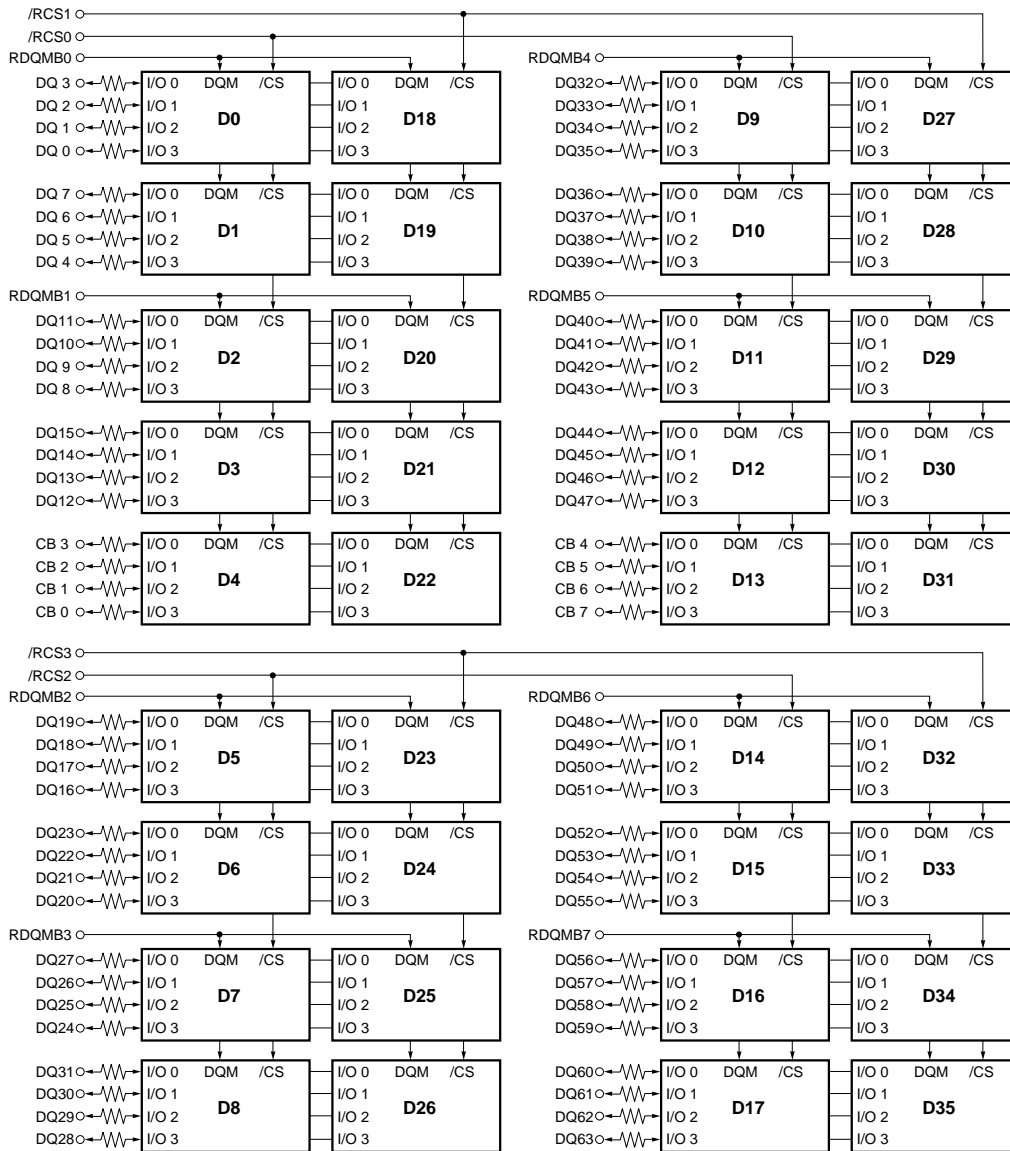 /RCS1
/RCS0
RDQMB0 RDQMB4
DQ 3 I/O 0 DQM /CS I/O 0 DQM /CS DQ32 I/O 0 DQM /CS I/O 0 DQM /CS
DQ 2 I/O 1 I/O 1 DQ33 I/O 1 I/O 1
D0 D18 D9 D27
DQ 1 I/O 2 I/O 2 DQ34 I/O 2 I/O 2
DQ 0 I/O 3 I/O 3 DQ35 I/O 3 I/O 3
DQ 7 I/O 0 DQM /CS I/O 0 DQM /CS DQ36 I/O 0 DQM /CS I/O 0 DQM /CS
DQ 6 I/O 1 I/O 1 DQ37 I/O 1 I/O 1
D1 D19 D10 D28
DQ 5 I/O 2 I/O 2 DQ38 I/O 2 I/O 2
DQ 4 I/O 3 I/O 3 DQ39 I/O 3 I/O 3
RDQMB1 RDQMB5
DQ11 I/O 0 DQM /CS I/O 0 DQM /CS DQ40 I/O 0 DQM /CS I/O 0 DQM /CS
DQ10 I/O 1 I/O 1 DQ41 I/O 1 I/O 1
D2 D20 D11 D29
DQ 9 I/O 2 I/O 2 DQ42 I/O 2 I/O 2
DQ 8 I/O 3 I/O 3 DQ43 I/O 3 I/O 3
DQ15 I/O 0 DQM /CS I/O 0 DQM /CS DQ44 I/O 0 DQM /CS I/O 0 DQM /CS
DQ14 I/O 1 I/O 1 DQ45 I/O 1 I/O 1
D3 D21 D12 D30
DQ13 I/O 2 I/O 2 DQ46 I/O 2 I/O 2
DQ12 I/O 3 I/O 3 DQ47 I/O 3 I/O 3
CB 3 I/O 0 DQM /CS I/O 0 DQM /CS CB 4 I/O 0 DQM /CS I/O 0 DQM /CS
CB 2 I/O 1 I/O 1 CB 5 I/O 1 I/O 1
D4 D22 D13 D31
CB 1 I/O 2 I/O 2 CB 6 I/O 2 I/O 2
CB 0 I/O 3 I/O 3 CB 7 I/O 3 I/O 3
/RCS3
/RCS2
RDQMB2 RDQMB6
DQ19 I/O 0 DQM /CS I/O 0 DQM /CS DQ48 I/O 0 DQM /CS I/O 0 DQM /CS
DQ18 I/O 1 I/O 1 DQ49 I/O 1 I/O 1
D5 D23 D14 D32
DQ17 I/O 2 I/O 2 DQ50 I/O 2 I/O 2
DQ16 I/O 3 I/O 3 DQ51 I/O 3 I/O 3
DQ23 I/O 0 DQM /CS I/O 0 DQM /CS DQ52 I/O 0 DQM /CS I/O 0 DQM /CS
DQ22 I/O 1 I/O 1 DQ53 I/O 1 I/O 1
D6 D24 D15 D33
DQ21 I/O 2 I/O 2 DQ54 I/O 2 I/O 2
DQ20 I/O 3 I/O 3 DQ55 I/O 3 I/O 3
RDQMB3 RDQMB7
DQ27 I/O 0 DQM /CS I/O 0 DQM /CS DQ56 I/O 0 DQM /CS I/O 0 DQM /CS
DQ26 I/O 1 I/O 1 DQ57 I/O 1 I/O 1
D7 D25 D16 D34
DQ25 I/O 2 I/O 2 DQ58 I/O 2 I/O 2
DQ24 I/O 3 I/O 3 DQ59 I/O 3 I/O 3
DQ31 I/O 0 DQM /CS I/O 0 DQM /CS DQ60 I/O 0 DQM /CS I/O 0 DQM /CS
DQ30 I/O 1 I/O 1 DQ61 I/O 1 I/O 1
D8 D26 D17 D35
DQ29 I/O 2 I/O 2 DQ62 I/O 2 I/O 2
DQ28 I/O 3 I/O 3 DQ63 I/O 3 I/O 3